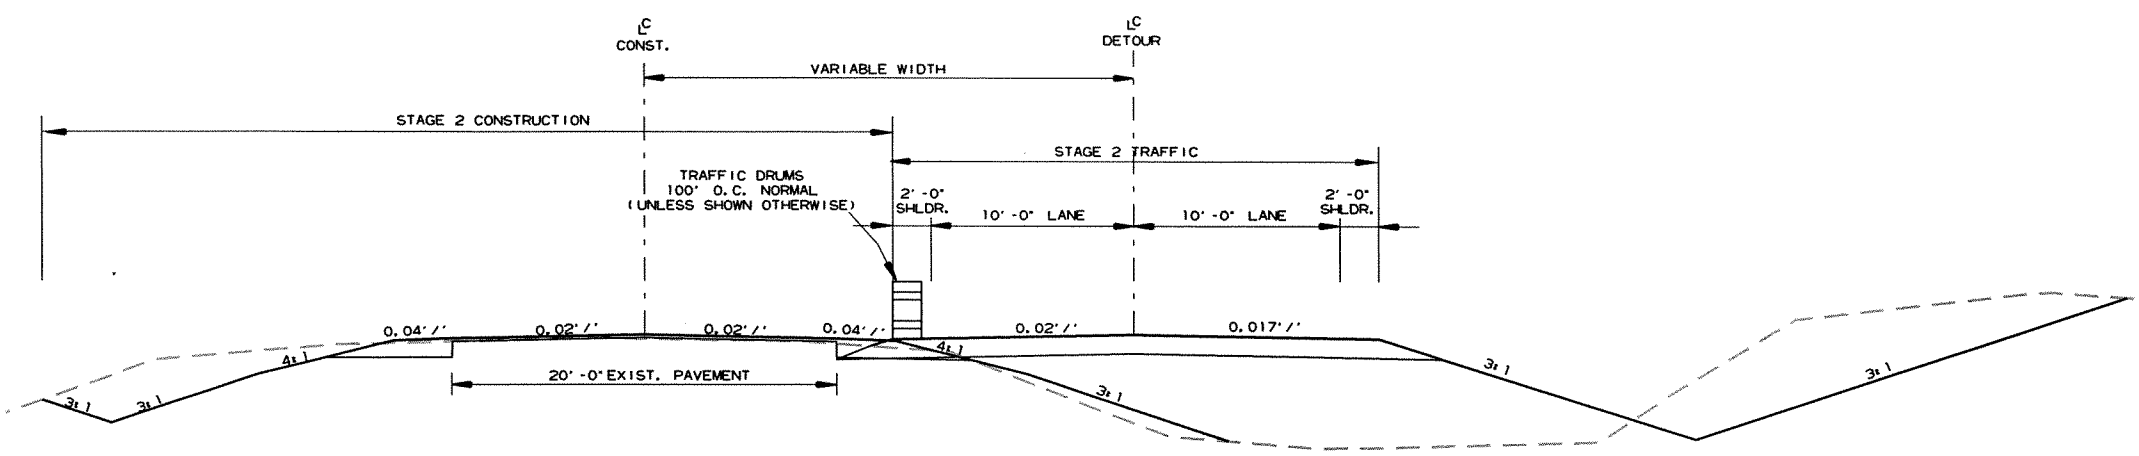 ℄
CONST.
℄
DETOUR
VARIABLE WIDTH
STAGE 2 CONSTRUCTION
STAGE 2 TRAFFIC
TRAFFIC DRUMS
100' O.C. NORMAL
(UNLESS SHOWN OTHERWISE)
2'-0"
SHLDR.
10'-0" LANE
10'-0" LANE
2'-0"
SHLDR.
0.04'/'
0.02'/'
0.02'/'
0.04'/'
0.02'/'
0.017'/'
4:1
4:1
3:1
3:1
20'-0" EXIST. PAVEMENT
3:1
3:1
3:1